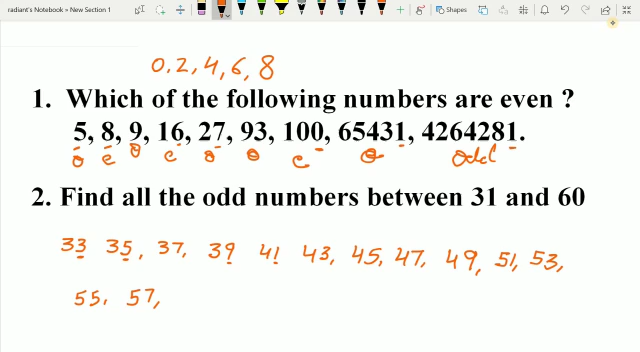 radiant's Notebook » New Section 1
Shapes
0, 2, 4, 6, 8
1. Which of the following numbers are even ?
5, 8, 9, 16, 27, 93, 100, 65431, 4264281.
o e o e o o e o odd
2. Find all the odd numbers between 31 and 60
33 35, 37, 39 41 43, 45, 47, 49, 51, 53,
55, 57,